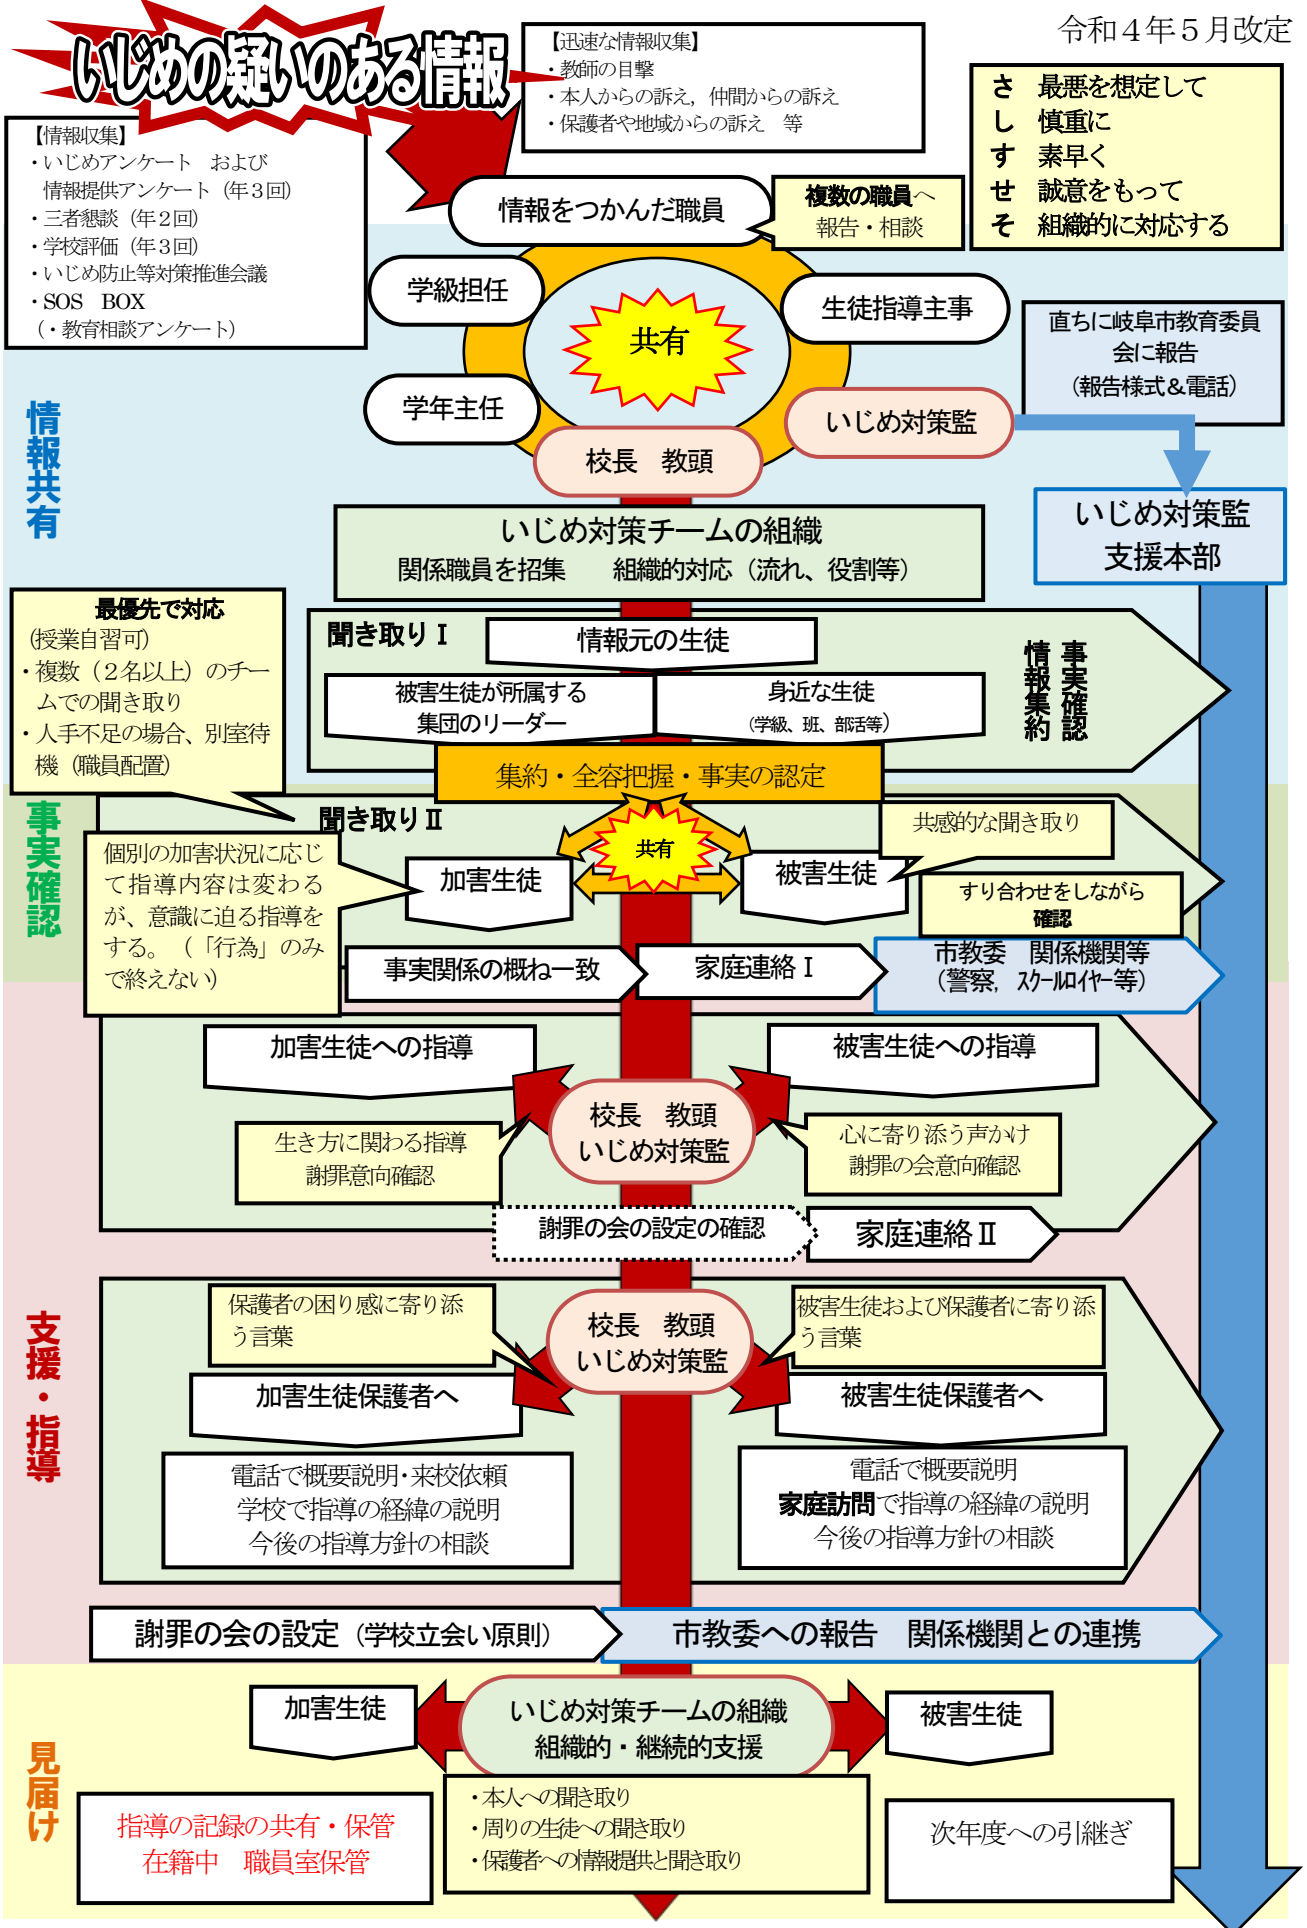 令和４年５月改定
いじめの疑いのある情報
【迅速な情報収集】
・教師の目撃
・本人からの訴え，仲間からの訴え
・保護者や地域からの訴え　等
さ　最悪を想定して
し　慎重に
す　素早く
せ　誠意をもって
そ　組織的に対応する
【情報収集】
・いじめアンケート　および
情報提供アンケート（年３回）
・三者懇談（年２回）
・学校評価（年３回）
・いじめ防止等対策推進会議
・SOS　BOX
（・教育相談アンケート）
情報をつかんだ職員
複数の職員へ
報告・相談
学級担任
生徒指導主事
共有
学年主任
いじめ対策監
校長　教頭
直ちに岐阜市教育委員
会に報告
（報告様式＆電話）
情報共有
いじめ対策監
支援本部
いじめ対策チームの組織
関係職員を招集　　組織的対応（流れ、役割等）
最優先で対応
（授業自習可）
・複数（２名以上）のチー
ムでの聞き取り
・人手不足の場合、別室待
機（職員配置）
聞き取りⅠ
情報元の生徒
被害生徒が所属する
集団のリーダー
身近な生徒
（学級、班、部活等）
事実確認
情報集約
集約・全容把握・事実の認定
事実確認
聞き取りⅡ
共有
共感的な聞き取り
個別の加害状況に応じ
て指導内容は変わる
が、意識に迫る指導を
する。（「行為」のみ
で終えない）
加害生徒
被害生徒
すり合わせをしながら
確認
事実関係の概ね一致
家庭連絡Ⅰ
市教委　関係機関等
（警察，スクールロイヤー等）
支援・指導
加害生徒への指導
被害生徒への指導
校長　教頭
いじめ対策監
生き方に関わる指導
謝罪意向確認
心に寄り添う声かけ
謝罪の会意向確認
謝罪の会の設定の確認
家庭連絡Ⅱ
保護者の困り感に寄り添
う言葉
校長　教頭
いじめ対策監
被害生徒および保護者に寄り添
う言葉
加害生徒保護者へ
被害生徒保護者へ
電話で概要説明・来校依頼
学校で指導の経緯の説明
今後の指導方針の相談
電話で概要説明
家庭訪問で指導の経緯の説明
今後の指導方針の相談
謝罪の会の設定（学校立会い原則）
市教委への報告　関係機関との連携
見届け
加害生徒
いじめ対策チームの組織
組織的・継続的支援
被害生徒
・本人への聞き取り
・周りの生徒への聞き取り
・保護者への情報提供と聞き取り
指導の記録の共有・保管
在籍中　職員室保管
次年度への引継ぎ